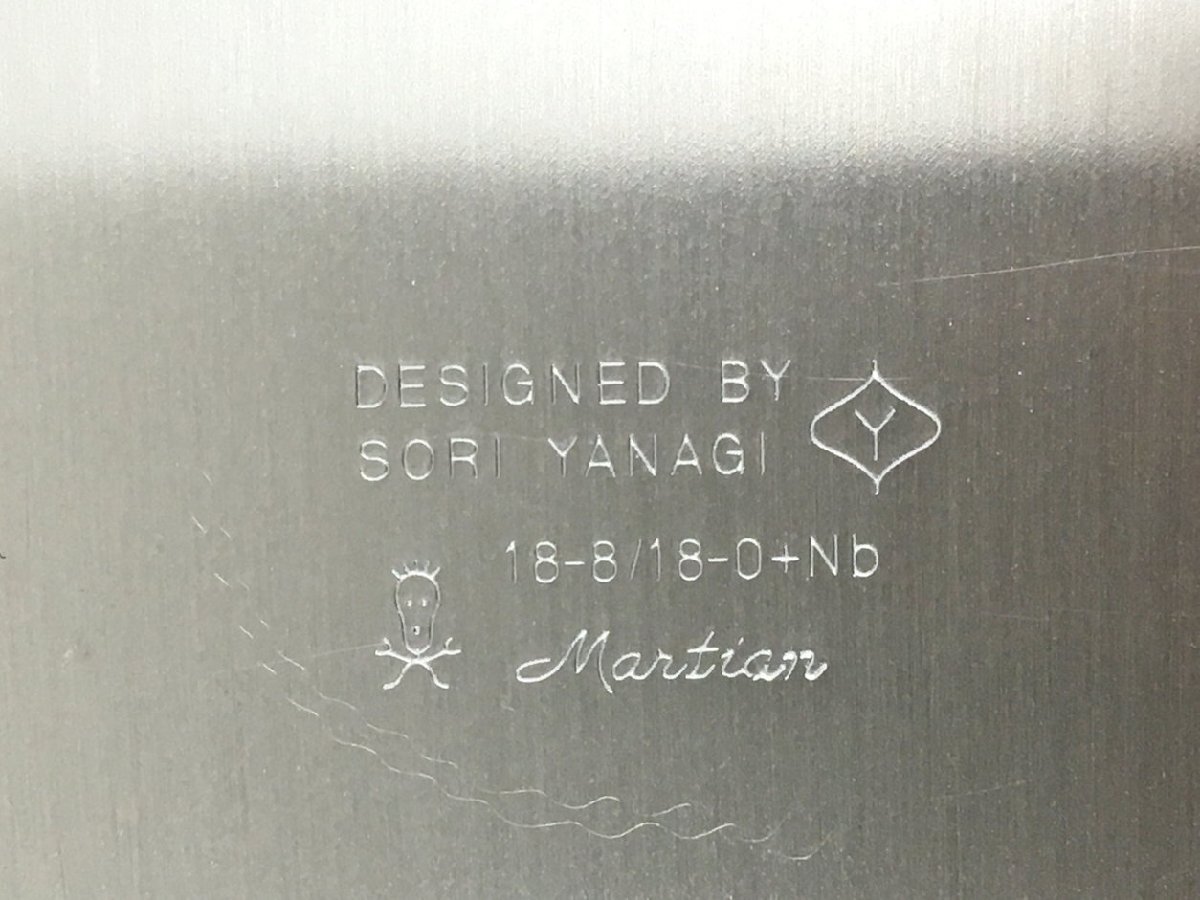 DESIGNED BY
SORI YANAGI
Y
18-8/18-0+Nb
Martian